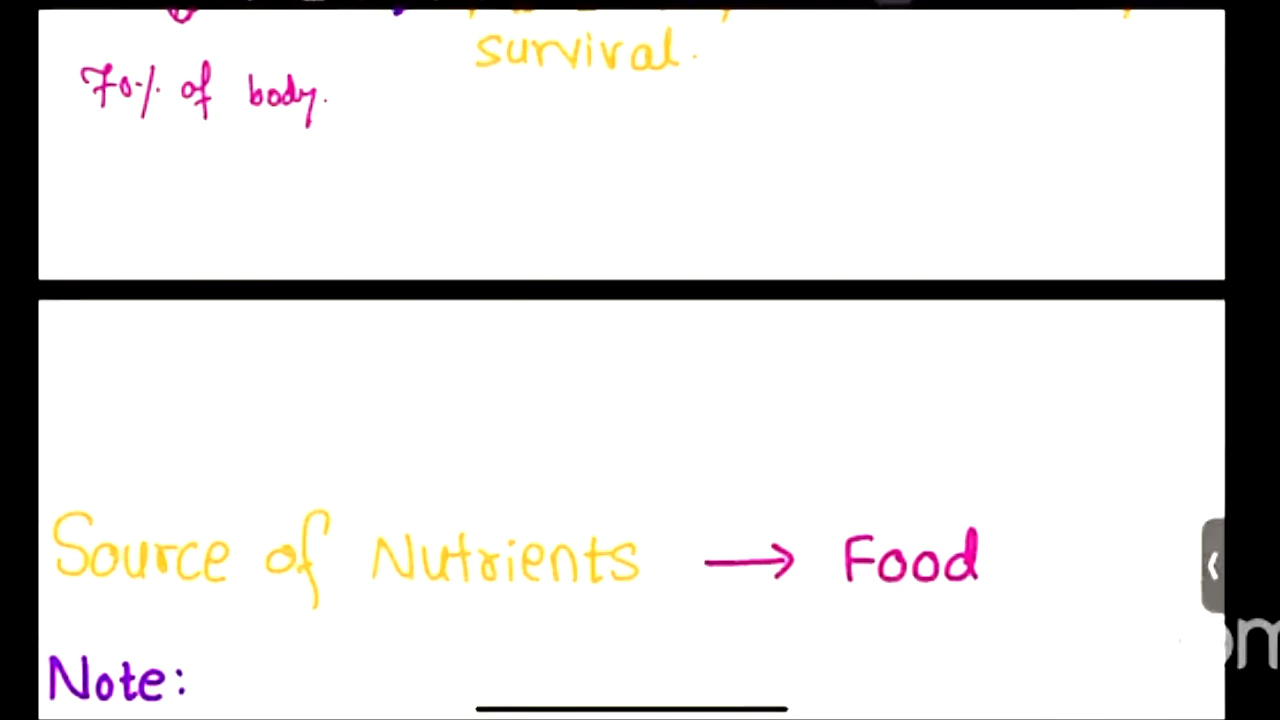 survival.
70% of body.
Source of Nutrients → Food
Note: